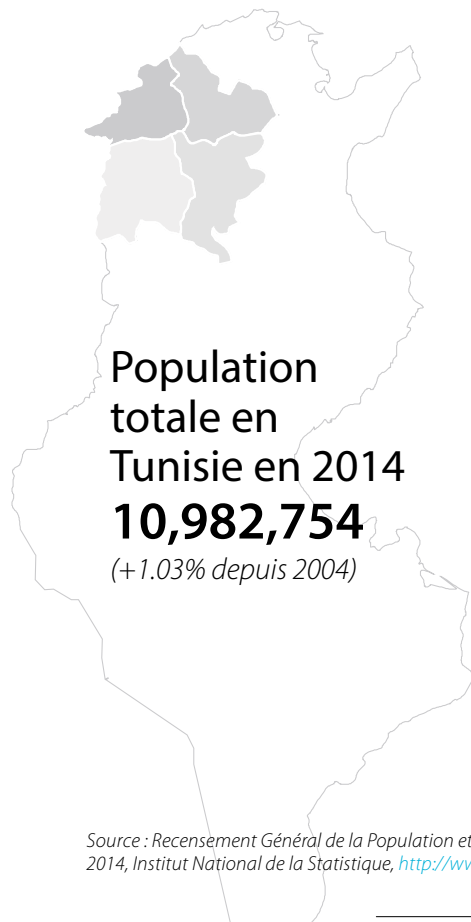 Population
totale en
Tunisie en 2014
10,982,754
(+1.03% depuis 2004)
Source : Recensement Général de la Population et
2014, Institut National de la Statistique, http://ww